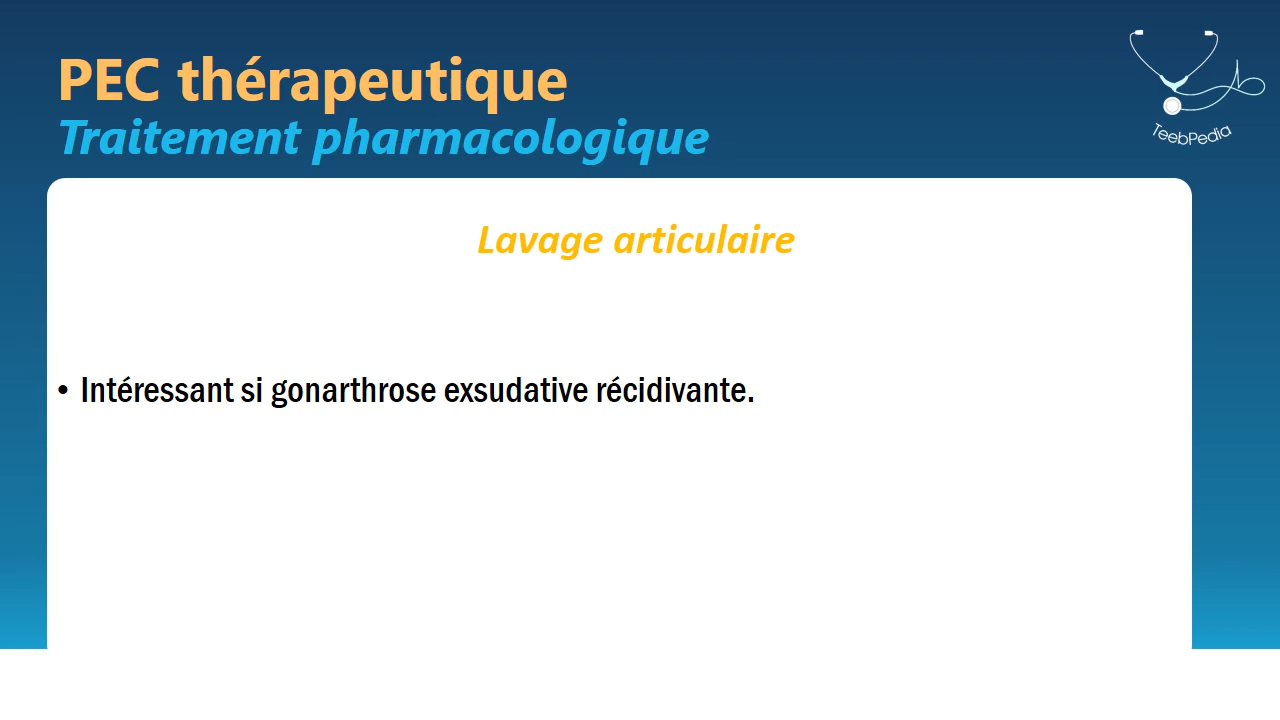 PEC thérapeutique
Traitement pharmacologique
TeebPedia
Lavage articulaire
• Intéressant si gonarthrose exsudative récidivante.